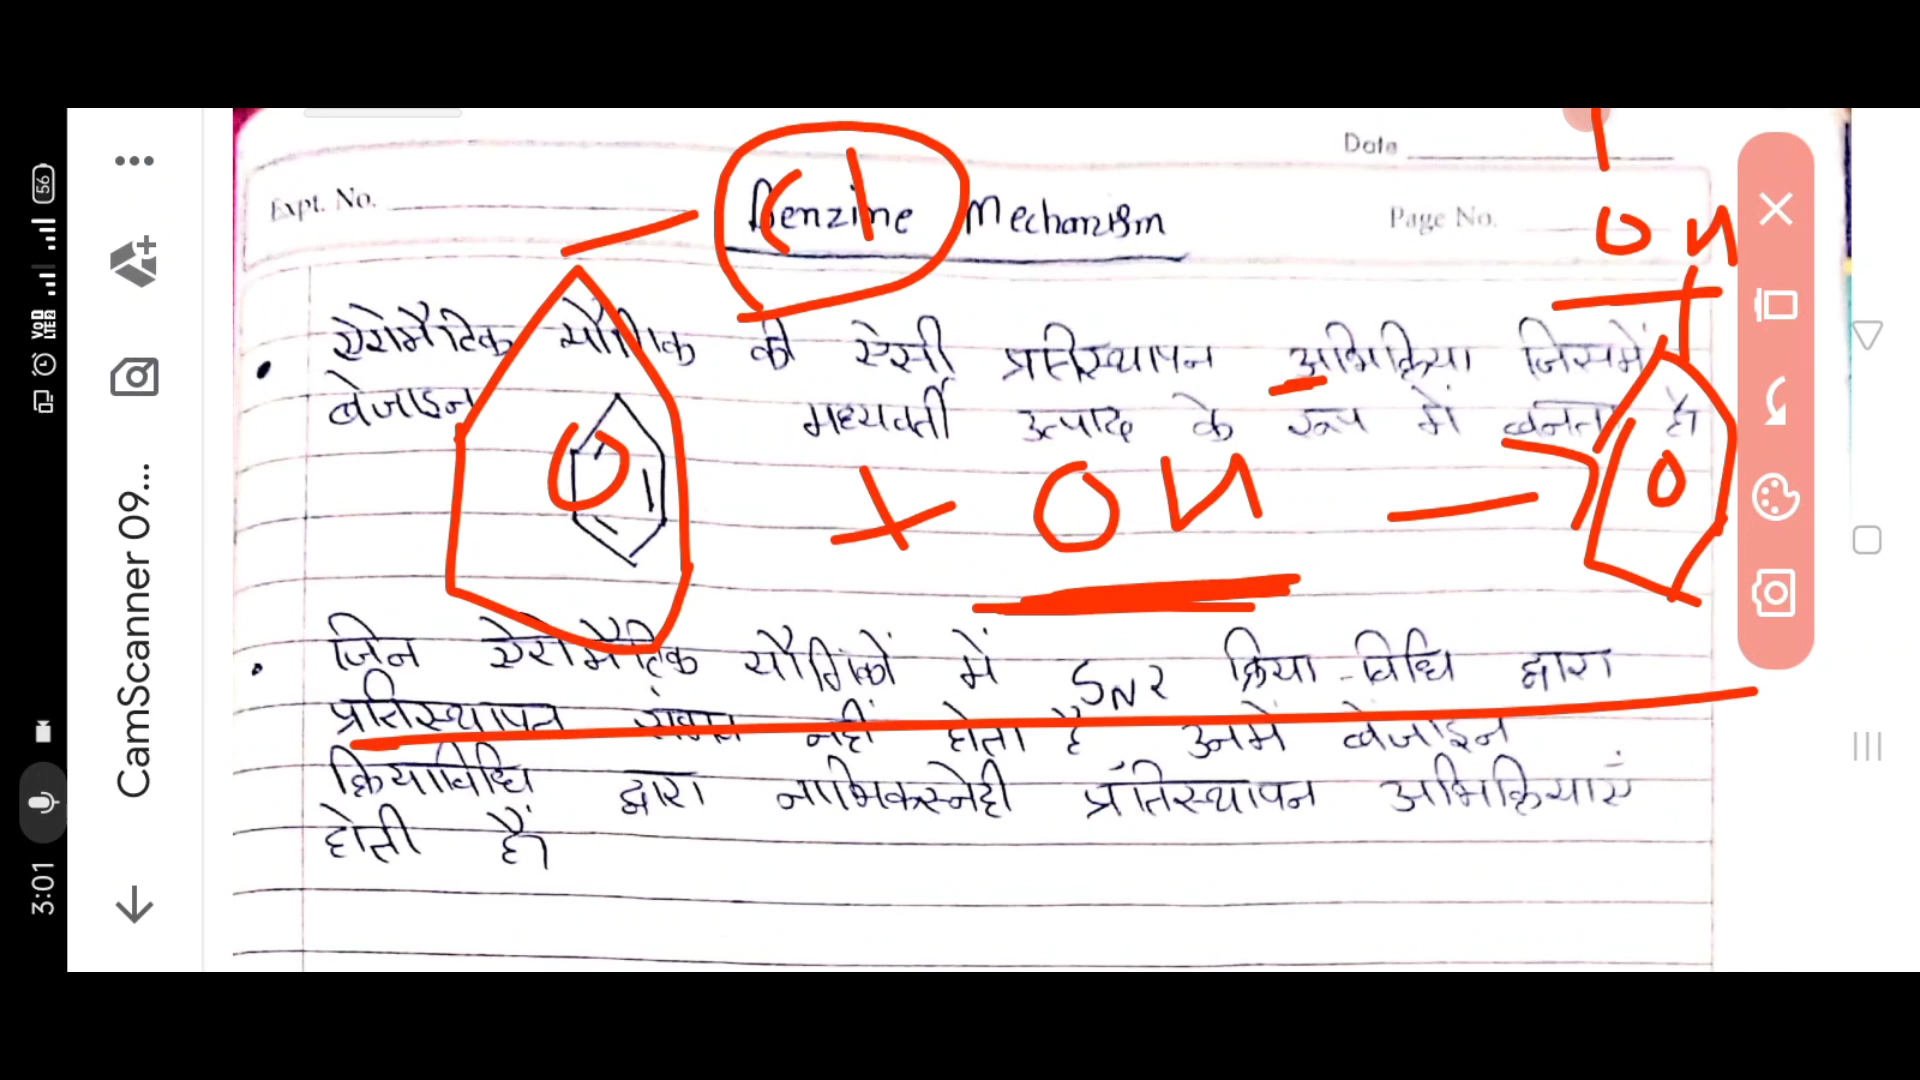 Date
Expt. No.
Benzine Mechanism
Page No.
Cl
OH
ऐरोमैटिक यौगिक की ऐसी प्रतिस्थापन अभिक्रिया जिसमें
बेंजाइन मध्यवर्ती उत्पाद के रूप में बनता है।
+ OH
जिन ऐरोमैटिक यौगिकों में SN2 क्रिया-विधि द्वारा
प्रतिस्थापन संभव नहीं होता है उनमें बेंजाइन
क्रियाविधि द्वारा नाभिकस्नेही प्रतिस्थापन अभिक्रियाएं
होती हैं।
CamScanner 09...
3:01
56